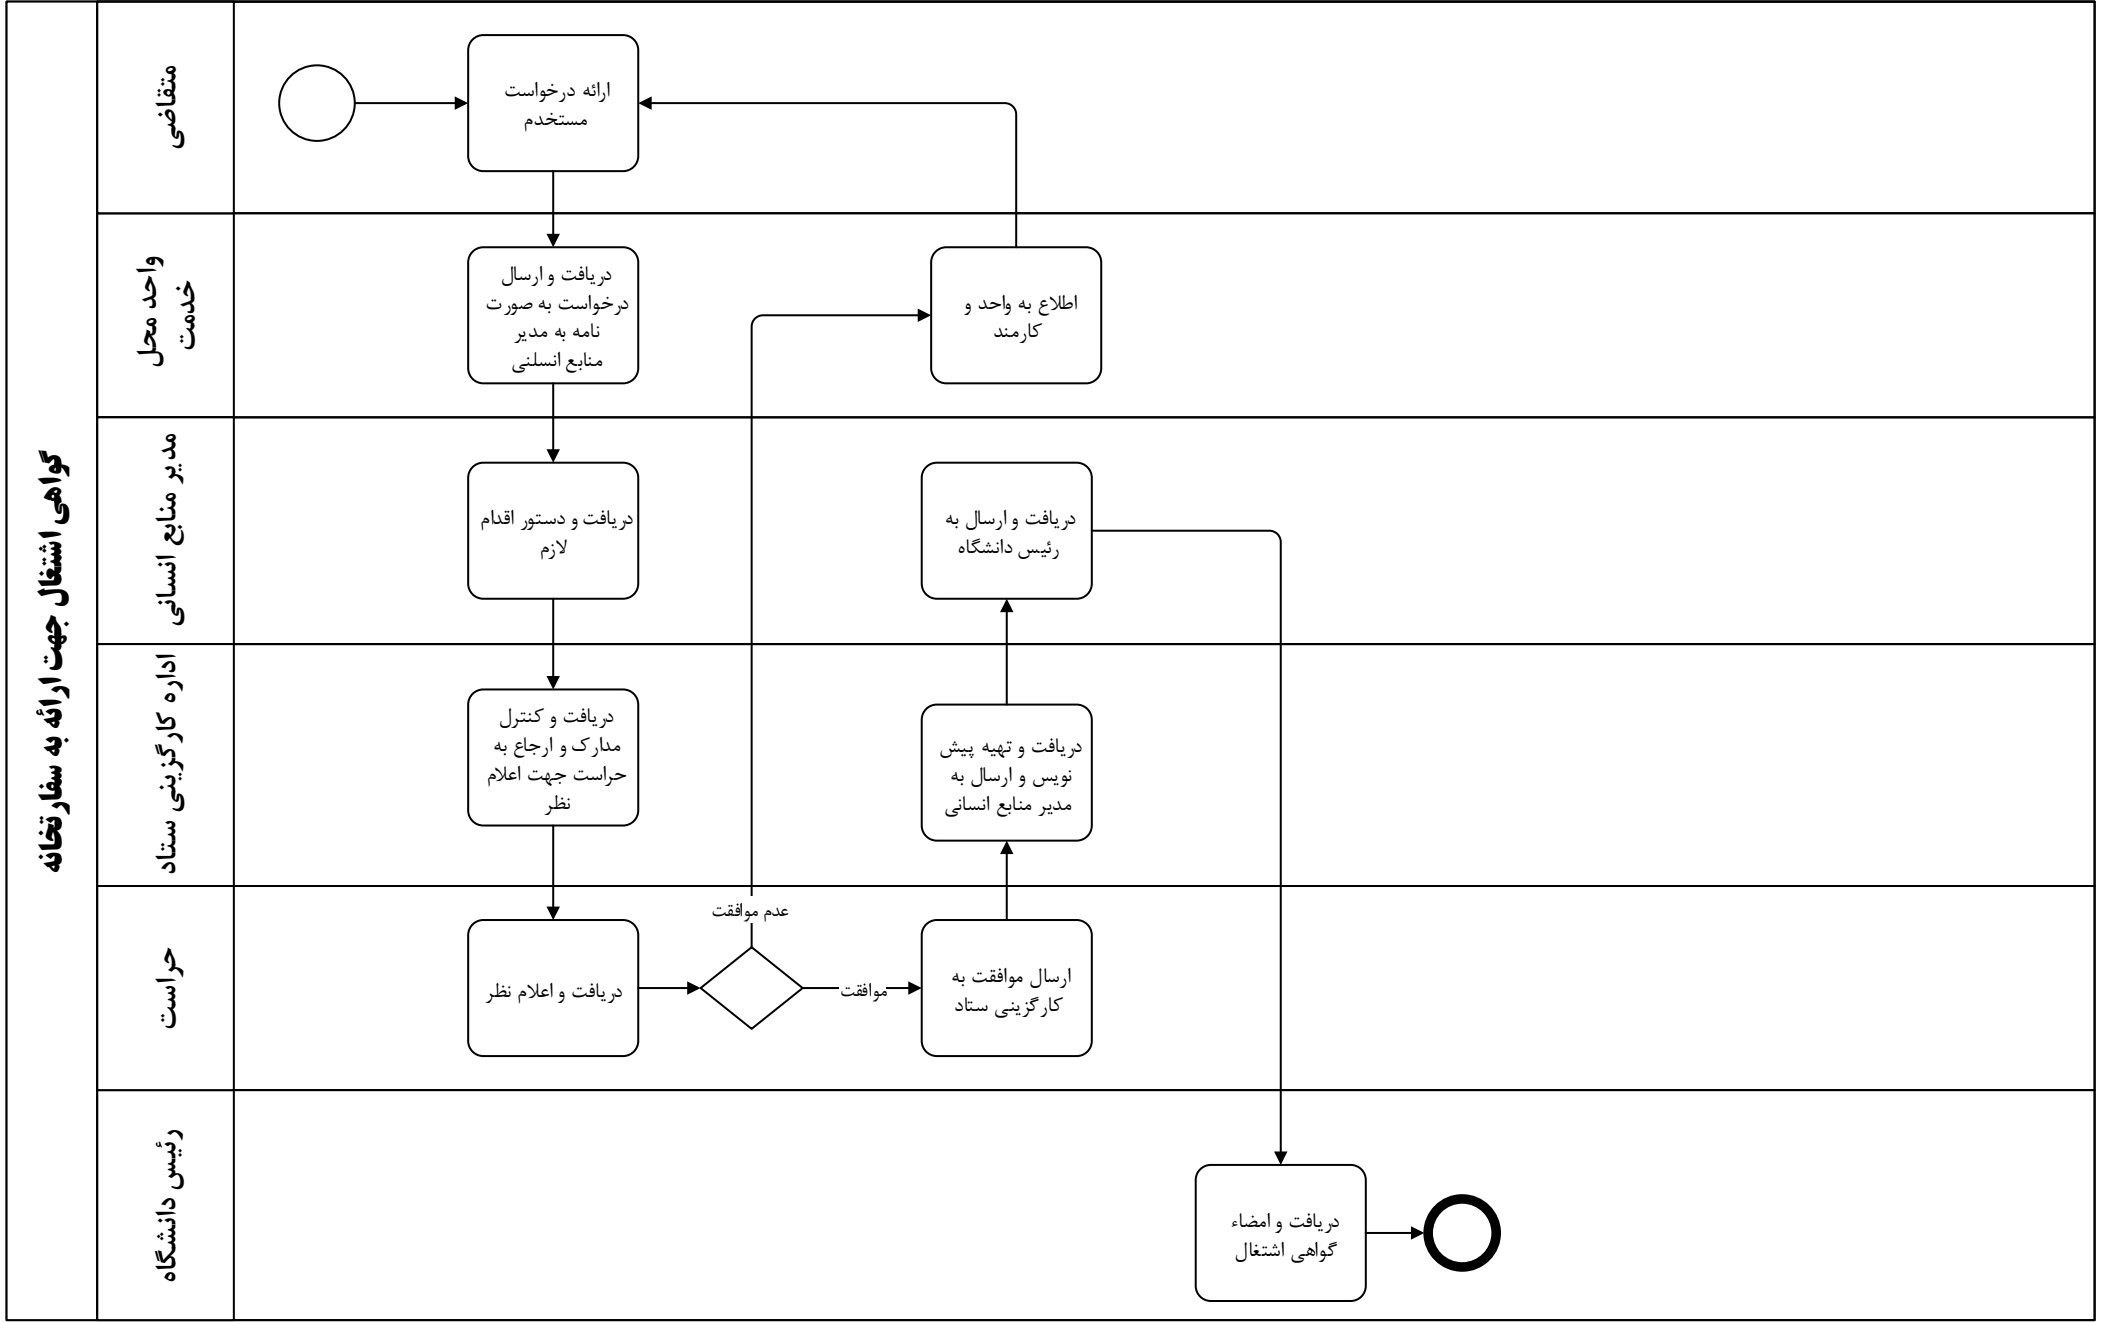 گواهی اشتغال جهت ارائه به سفارتخانه
متقاضی
ارائه درخواست
مستخدم
واحد محل
خدمت
دریافت و ارسال
درخواست به صورت
نامه به مدیر
منابع انسلنی
اطلاع به واحد و
کارمند
مدیر منابع انسانی
دریافت و دستور اقدام
لازم
دریافت و ارسال به
رئیس دانشگاه
اداره کارگزینی ستاد
دریافت و کنترل
مدارک و ارجاع به
حراست جهت اعلام
نظر
دریافت و تهیه پیش
نویس و ارسال به
مدیر منابع انسانی
حراست
دریافت و اعلام نظر
عدم موافقت
موافقت
ارسال موافقت به
کارگزینی ستاد
رئیس دانشگاه
دریافت و امضاء
گواهی اشتغال